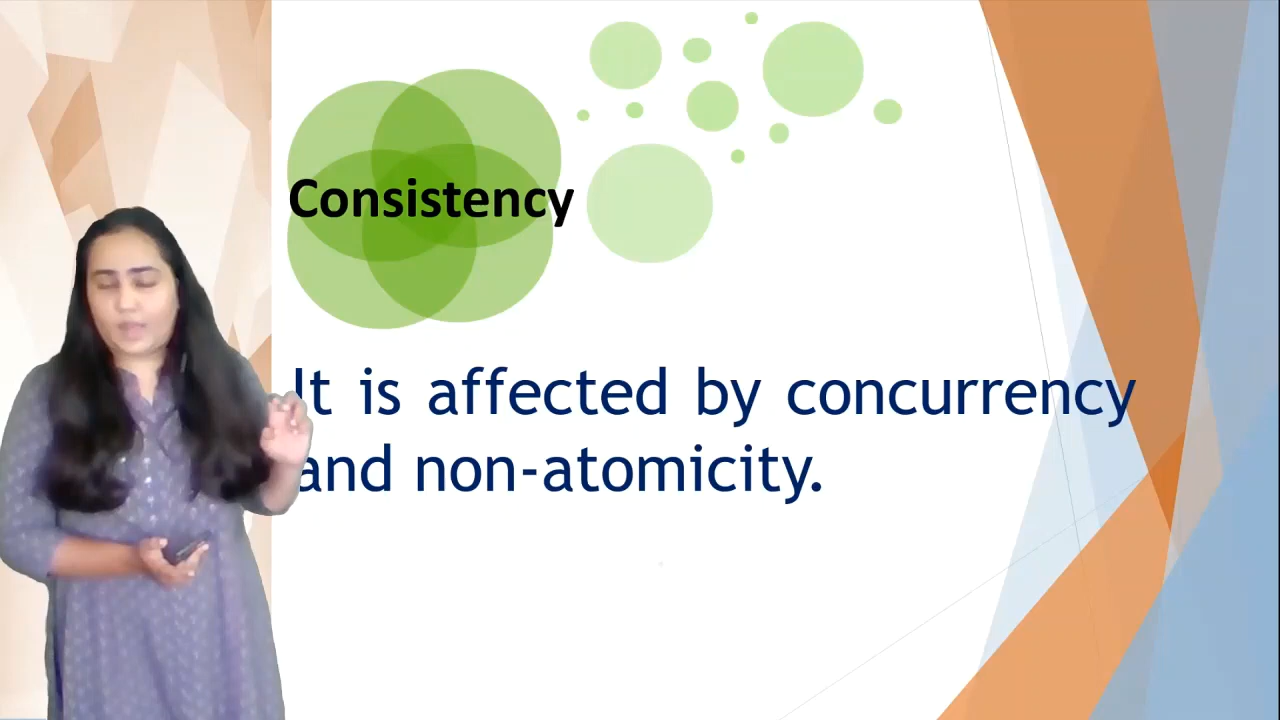 Consistency
It is affected by concurrency
and non-atomicity.